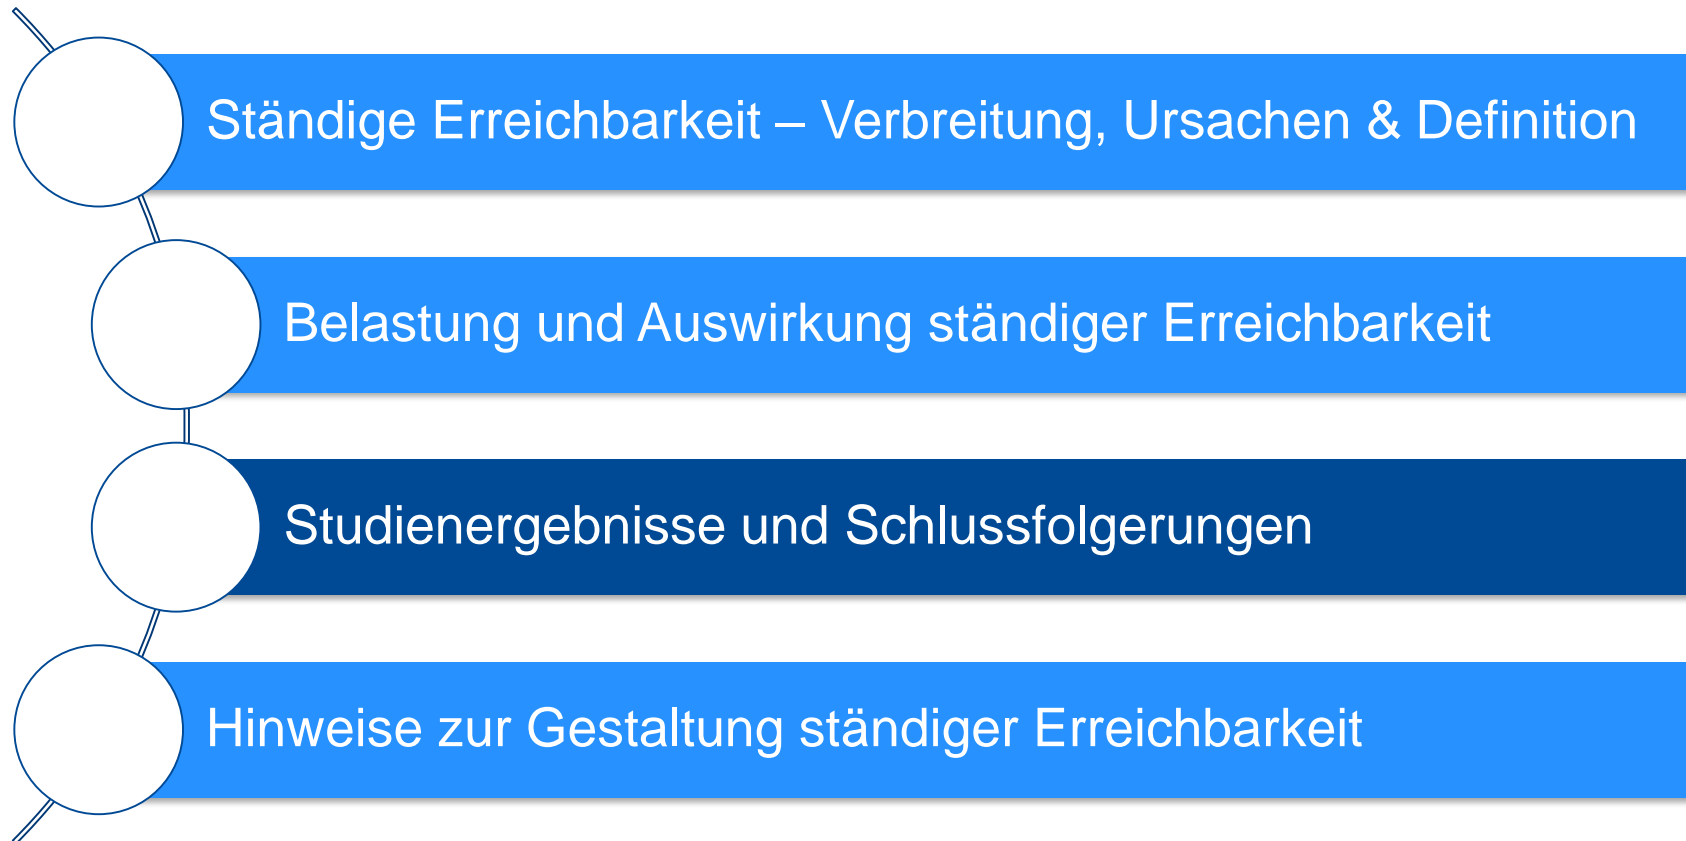 Ständige Erreichbarkeit – Verbreitung, Ursachen & Definition
Belastung und Auswirkung ständiger Erreichbarkeit
Studienergebnisse und Schlussfolgerungen
Hinweise zur Gestaltung ständiger Erreichbarkeit